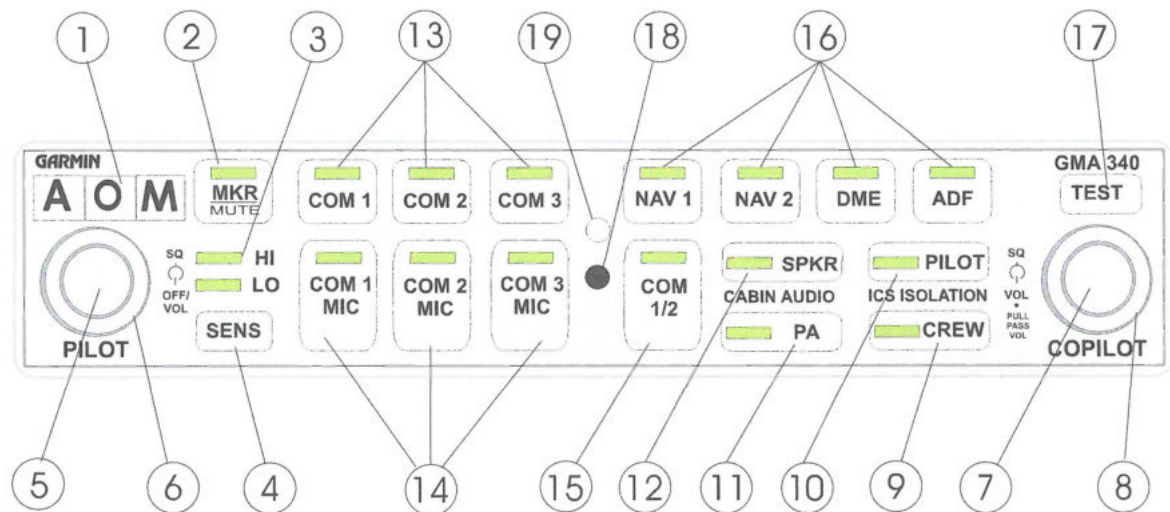 1 2 3 13 19 18 16 17
GARMIN
GMA 340
A O M
MKR
MUTE
COM 1 COM 2 COM 3
NAV 1 NAV 2 DME ADF
TEST
SQ
OFF/
VOL
HI
LO
SENS
PILOT
COM 1
MIC
COM 2
MIC
COM 3
MIC
COM
1/2
SPKR
CABIN AUDIO
PA
PILOT
ICS ISOLATION
CREW
SQ
VOL
PULL
PASS
VOL
COPILOT
5 6 4 14 15 12 11 10 9 7 8